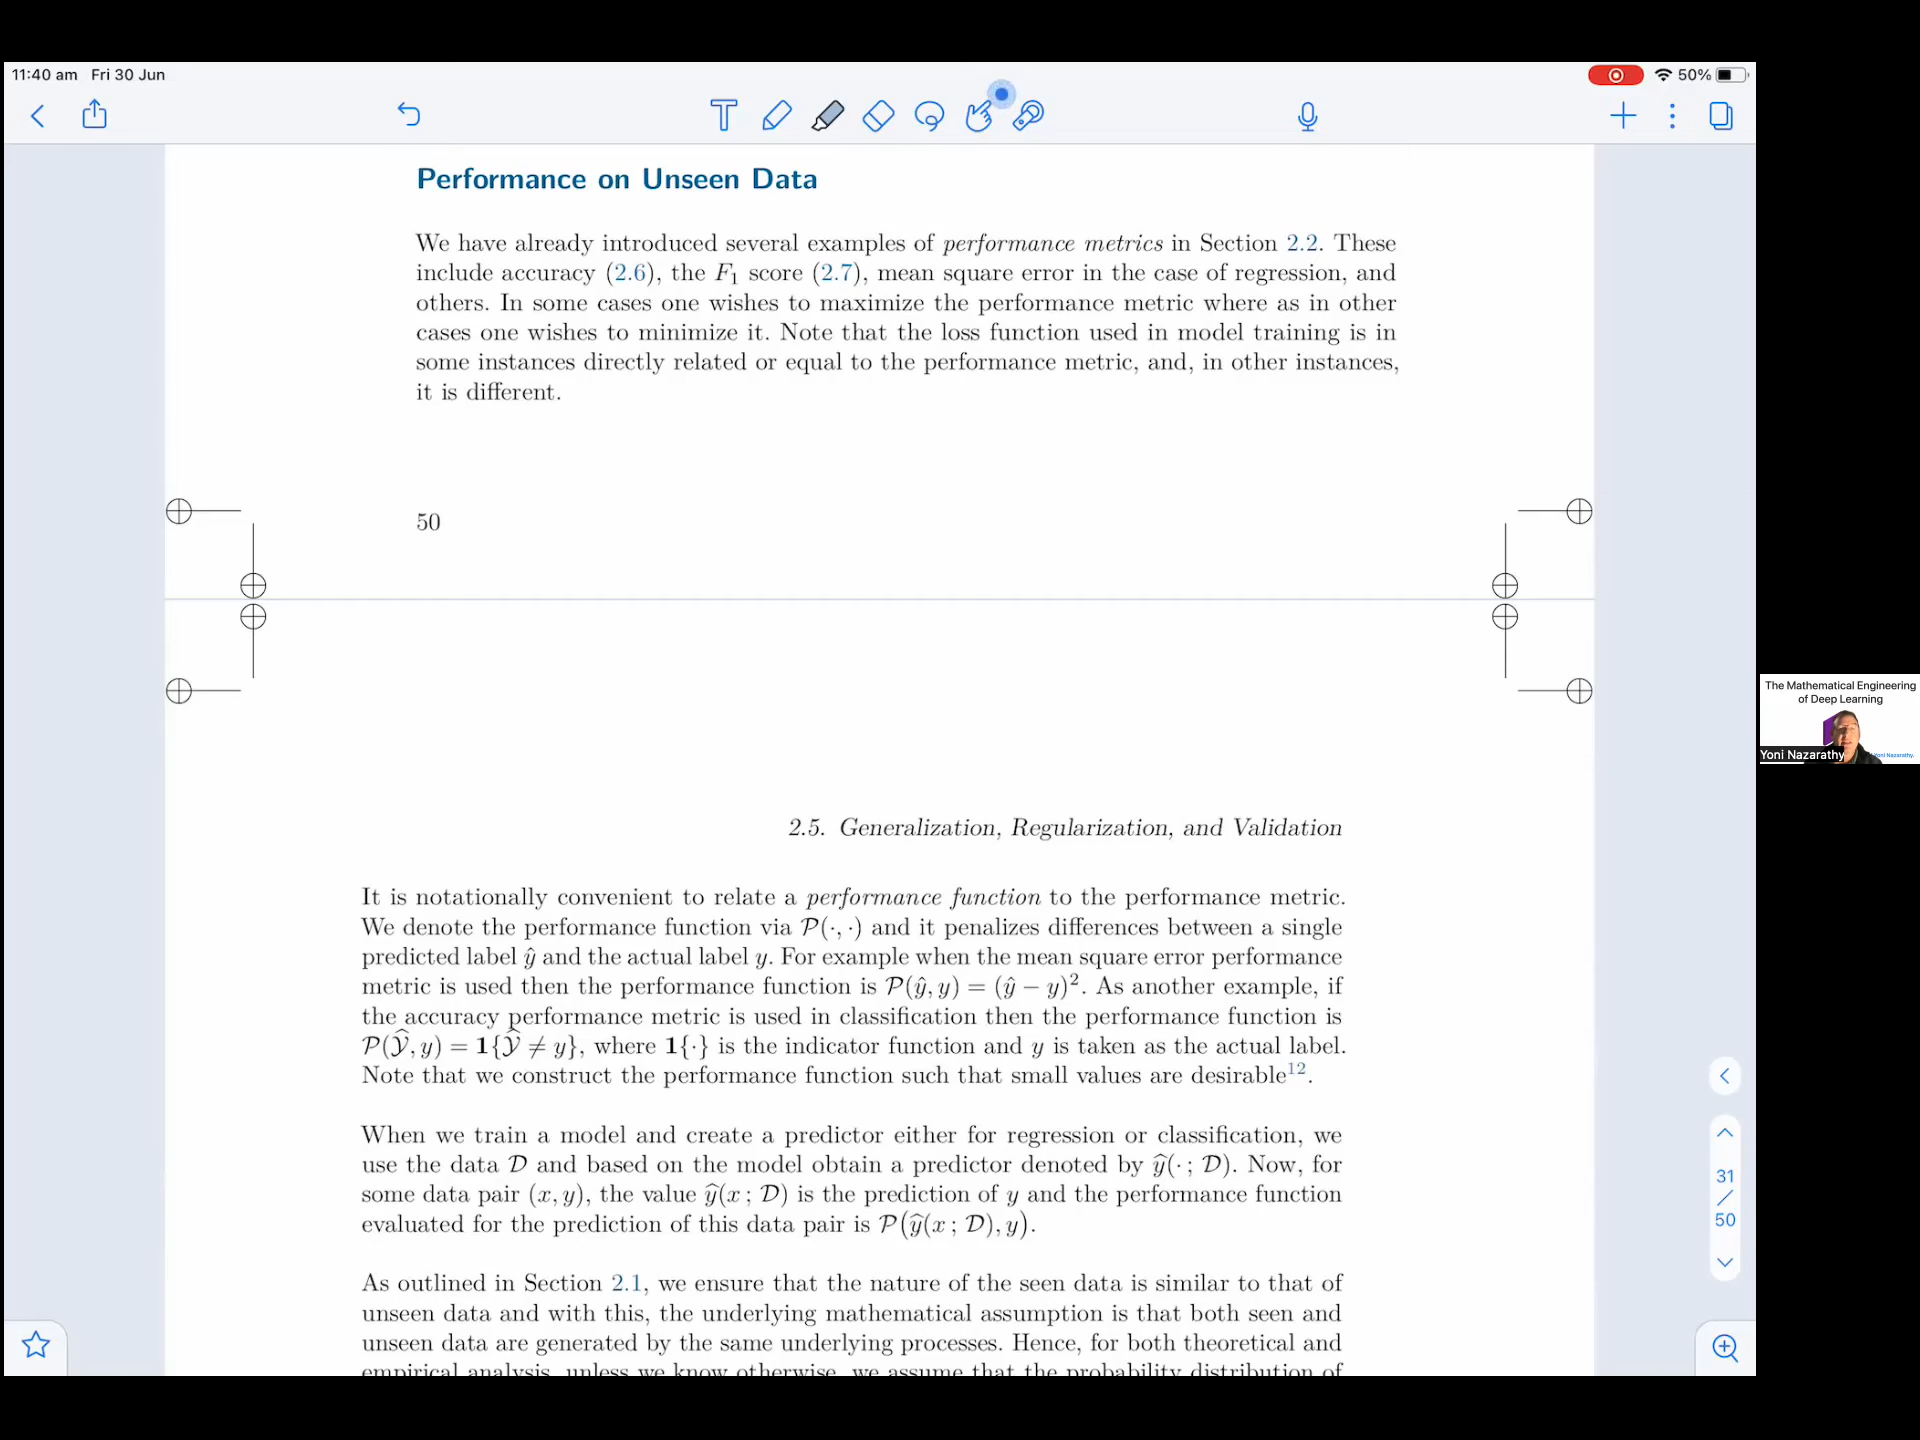 11:40 am Fri 30 Jun
50%
Performance on Unseen Data
We have already introduced several examples of performance metrics in Section 2.2. These
include accuracy (2.6), the F₁ score (2.7), mean square error in the case of regression, and
others. In some cases one wishes to maximize the performance metric where as in other
cases one wishes to minimize it. Note that the loss function used in model training is in
some instances directly related or equal to the performance metric, and, in other instances,
it is different.
50
The Mathematical Engineering
of Deep Learning
Yoni Nazarathy
Yoni Nazarathy
2.5. Generalization, Regularization, and Validation
It is notationally convenient to relate a performance function to the performance metric.
We denote the performance function via 𝒫(·, ·) and it penalizes differences between a single
predicted label ŷ and the actual label y. For example when the mean square error performance
metric is used then the performance function is 𝒫(ŷ, y) = (ŷ − y)². As another example, if
the accuracy performance metric is used in classification then the performance function is
𝒫(𝒴̂, y) = 𝟏{𝒴̂ ≠ y}, where 𝟏{·} is the indicator function and y is taken as the actual label.
Note that we construct the performance function such that small values are desirable¹².
When we train a model and create a predictor either for regression or classification, we
use the data 𝒟 and based on the model obtain a predictor denoted by ŷ(· ; 𝒟). Now, for
some data pair (x, y), the value ŷ(x ; 𝒟) is the prediction of y and the performance function
evaluated for the prediction of this data pair is 𝒫(ŷ(x ; 𝒟), y).
As outlined in Section 2.1, we ensure that the nature of the seen data is similar to that of
unseen data and with this, the underlying mathematical assumption is that both seen and
unseen data are generated by the same underlying processes. Hence, for both theoretical and
empirical analysis, unless we know otherwise, we assume that the probability distribution of
31
/
50